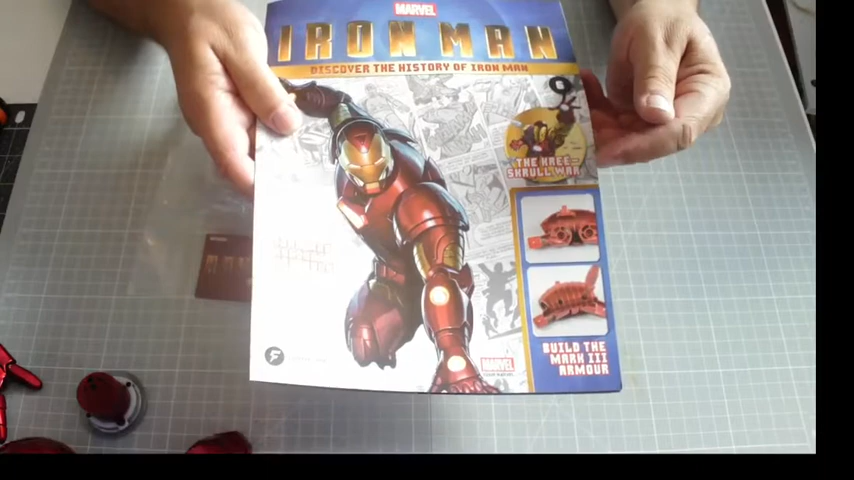 MARVEL
IRON MAN
DISCOVER THE HISTORY OF IRON MAN
THE KREE–
SKRULL WAR
MARVEL
BUILD THE
MARK III
ARMOUR